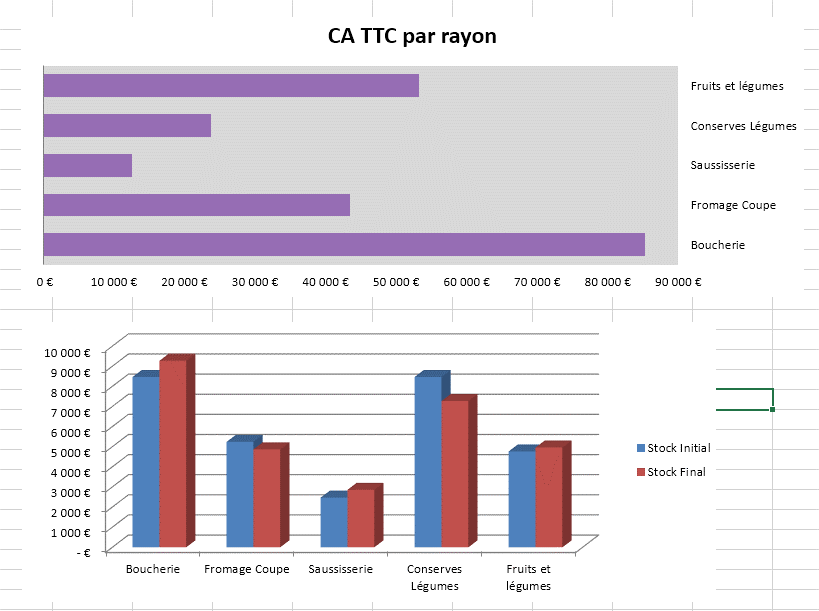 CA TTC par rayon
Fruits et légumes
Conserves Légumes
Saussisserie
Fromage Coupe
Boucherie
0 € 10 000 € 20 000 € 30 000 € 40 000 € 50 000 € 60 000 € 70 000 € 80 000 € 90 000 €
10 000 €
9 000 €
8 000 €
7 000 €
6 000 €
5 000 €
4 000 €
3 000 €
2 000 €
1 000 €
- €
Stock Initial
Stock Final
Boucherie Fromage Coupe Saussisserie Conserves Fruits et
Légumes légumes